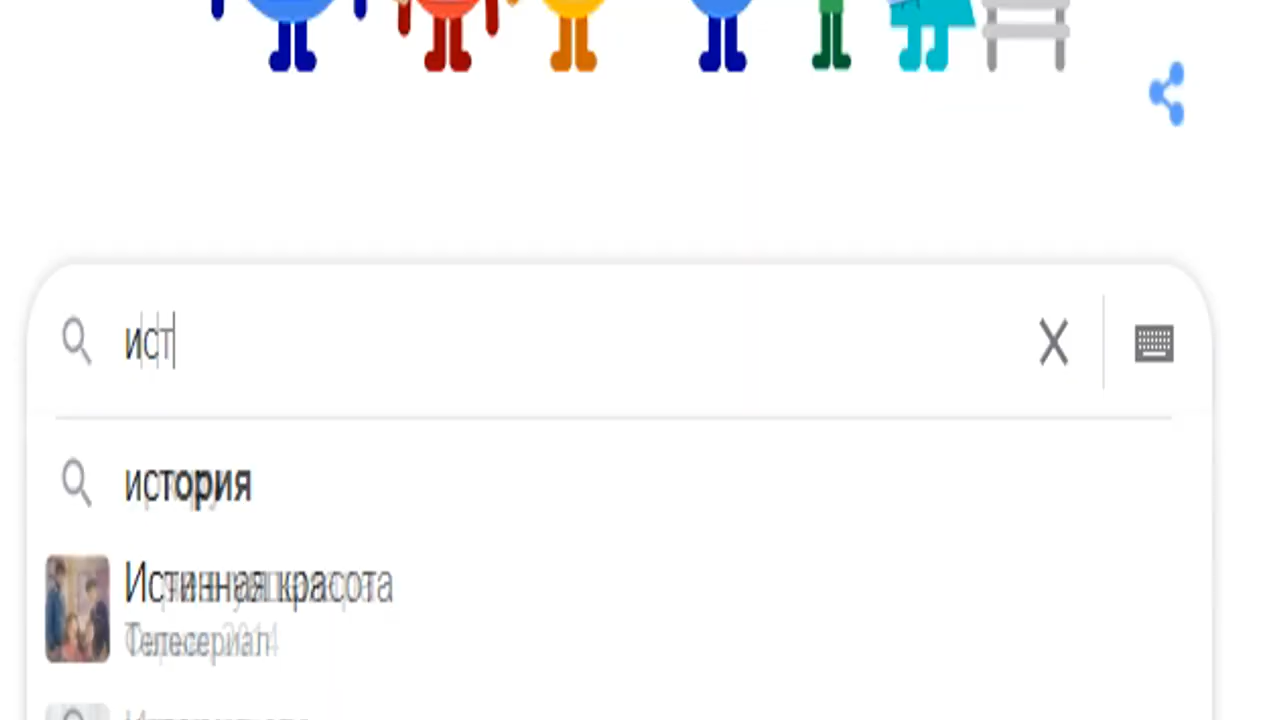 ист
история
Истинная красота
Телесериал